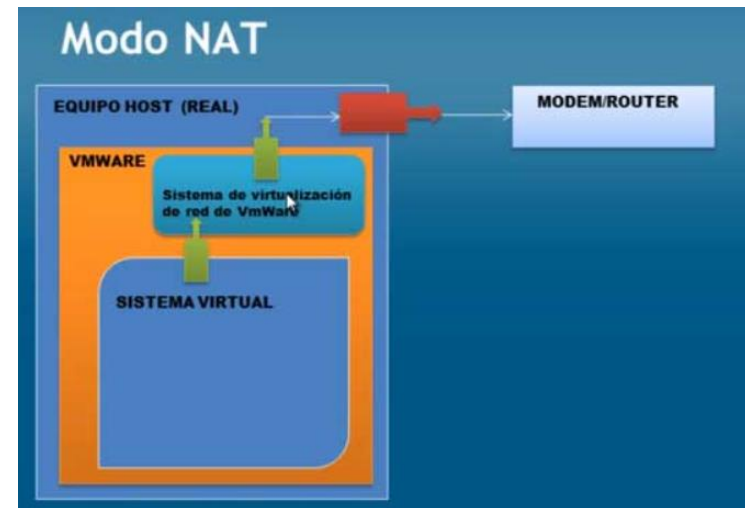 Modo NAT
EQUIPO HOST (REAL)
MODEM/ROUTER
VMWARE
Sistema de virtualización
de red de VmWare
SISTEMA VIRTUAL